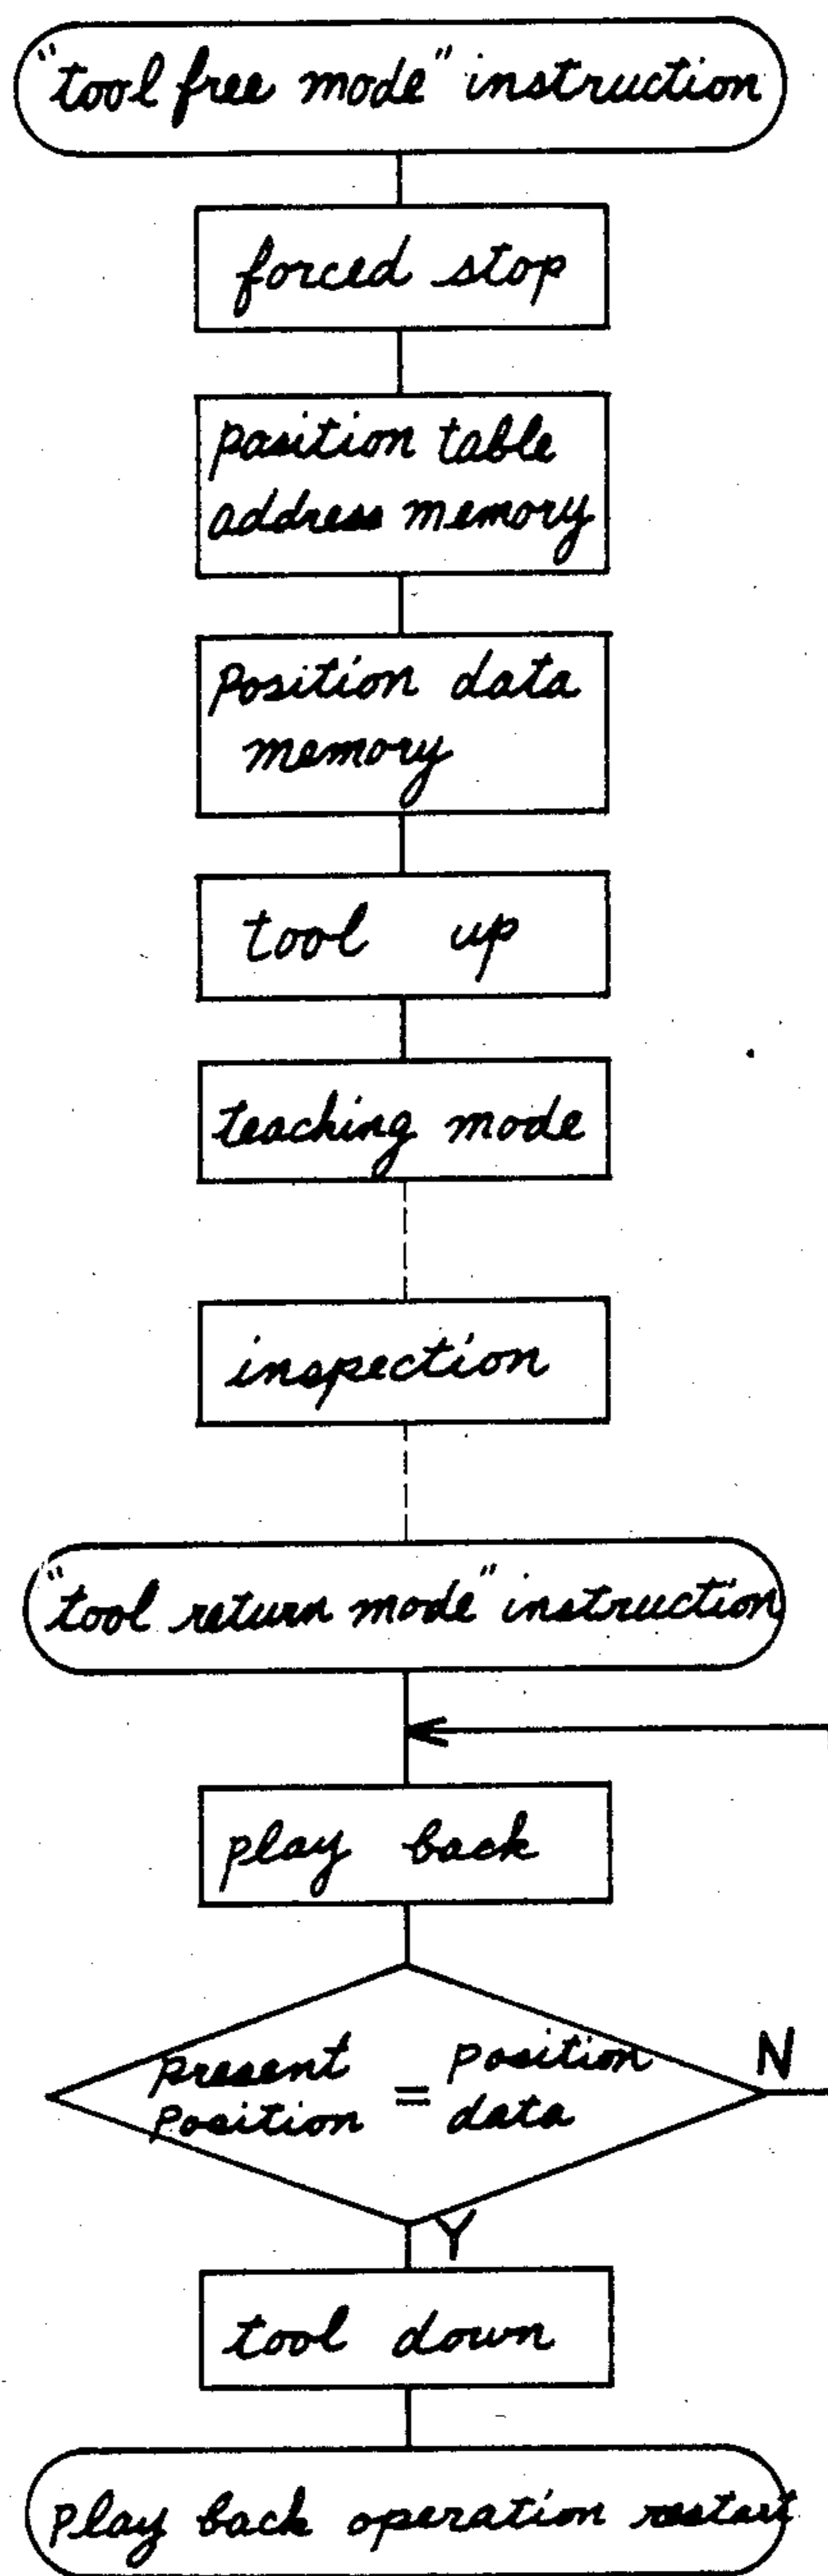 "tool free mode" instruction
forced stop
position table
address memory
Position data
memory
tool up
teaching mode
inspection
"tool return mode" instruction
play back
present position = position data
N
Y
tool down
play back operation restart